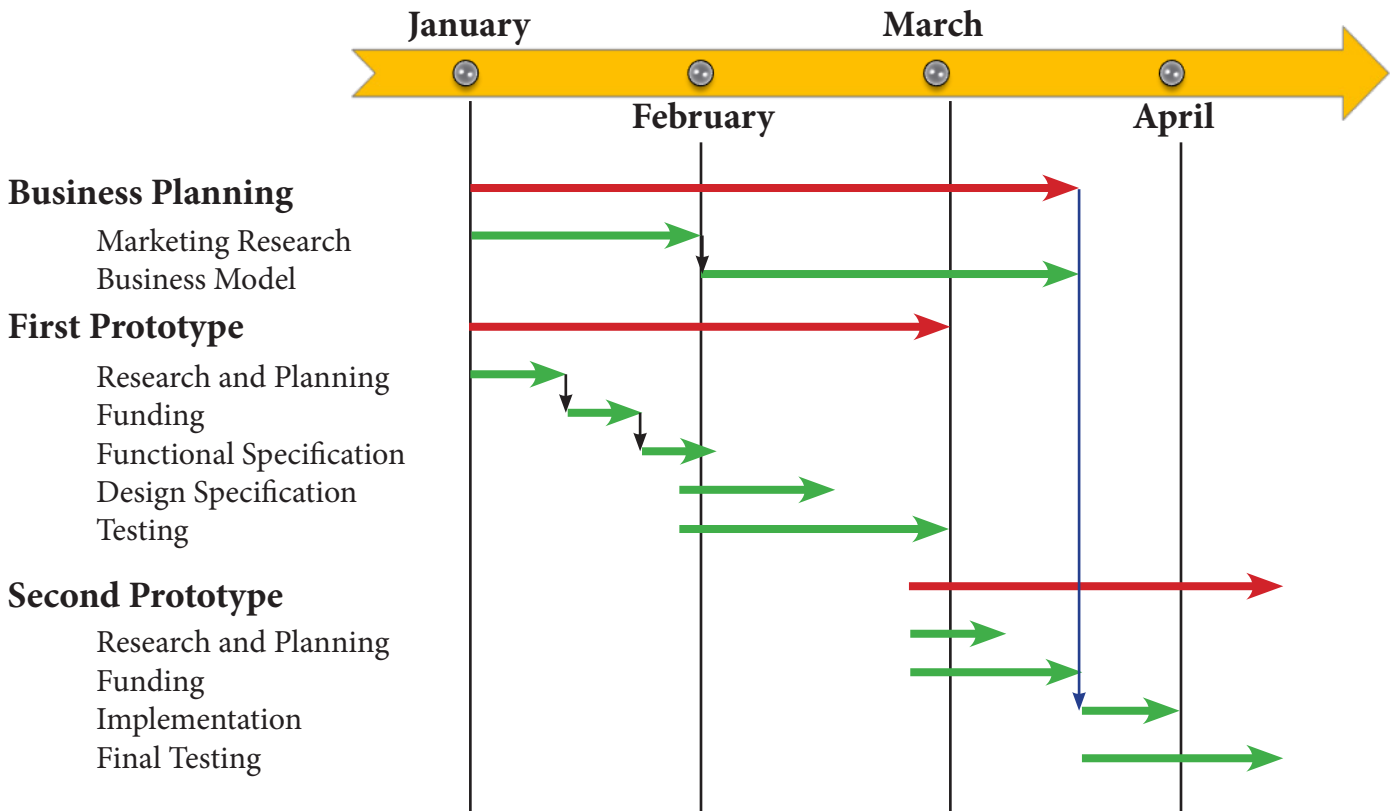 January
March
February
April
Business Planning
Marketing Research
Business Model
First Prototype
Research and Planning
Funding
Functional Specification
Design Specification
Testing
Second Prototype
Research and Planning
Funding
Implementation
Final Testing